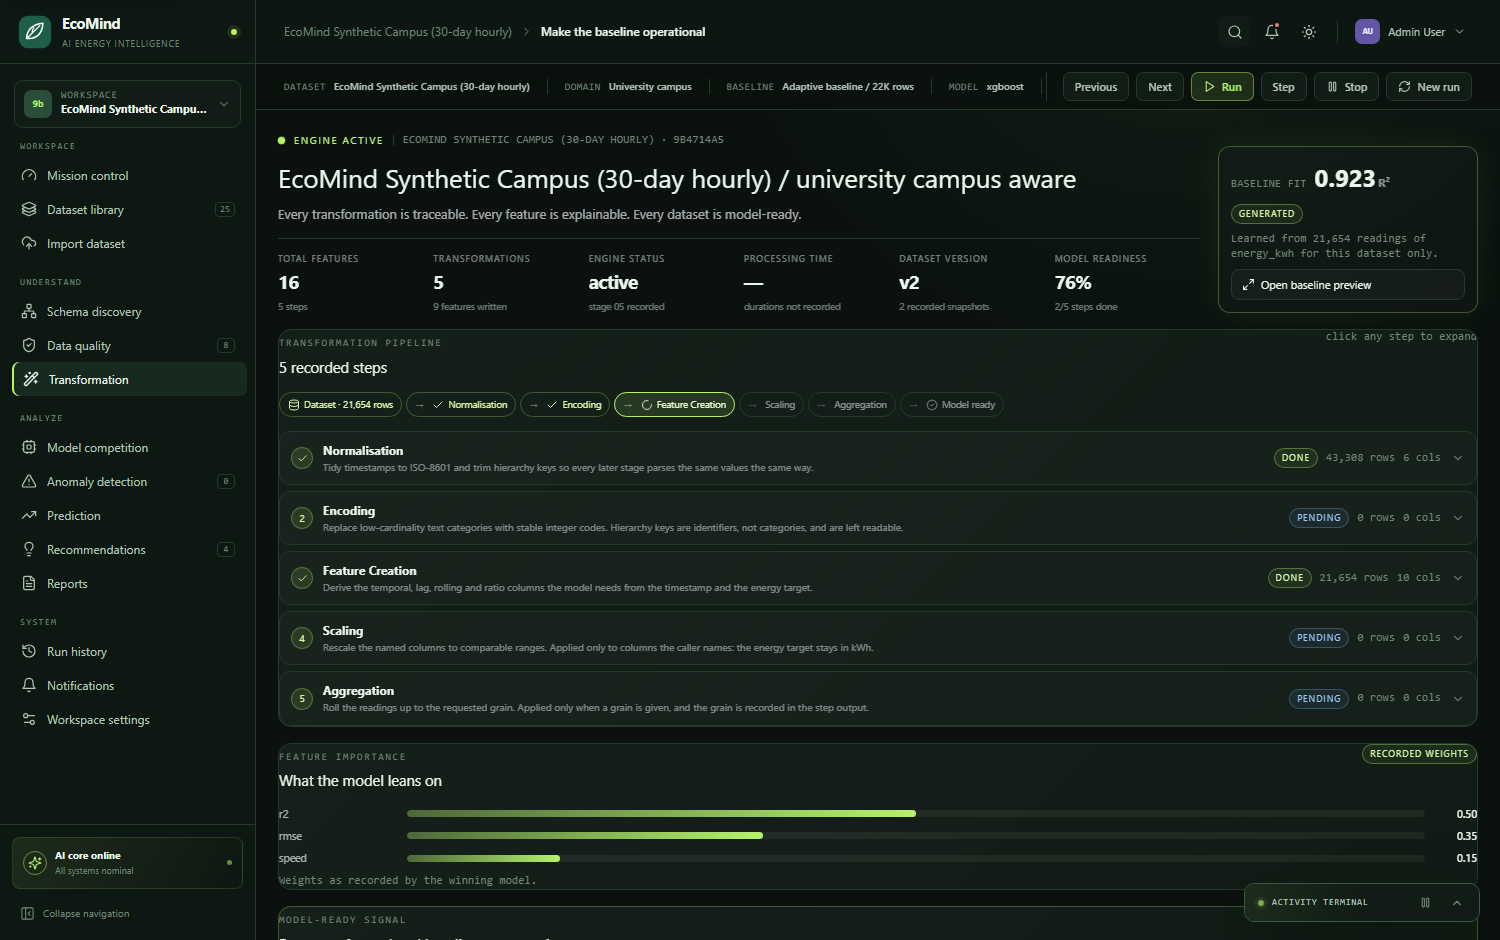 EcoMind
AI ENERGY INTELLIGENCE
EcoMind Synthetic Campus (30-day hourly) > Make the baseline operational
AU Admin User
9b WORKSPACE
EcoMind Synthetic Campu...
DATASET EcoMind Synthetic Campus (30-day hourly) DOMAIN University campus BASELINE Adaptive baseline / 22K rows MODEL xgboost
Previous Next Run Step Stop New run
WORKSPACE
Mission control
Dataset library 25
Import dataset
UNDERSTAND
Schema discovery
Data quality 8
Transformation
ANALYZE
Model competition
Anomaly detection 0
Prediction
Recommendations 4
Reports
SYSTEM
Run history
Notifications
Workspace settings
AI core online
All systems nominal
Collapse navigation
ENGINE ACTIVE ECOMIND SYNTHETIC CAMPUS (30-DAY HOURLY) · 9B4714A5
EcoMind Synthetic Campus (30-day hourly) / university campus aware
Every transformation is traceable. Every feature is explainable. Every dataset is model-ready.
BASELINE FIT 0.923 R²
GENERATED
Learned from 21,654 readings of
energy_kwh for this dataset only.
Open baseline preview
TOTAL FEATURES
16
5 steps
TRANSFORMATIONS
5
9 features written
ENGINE STATUS
active
stage 05 recorded
PROCESSING TIME
—
durations not recorded
DATASET VERSION
v2
2 recorded snapshots
MODEL READINESS
76%
2/5 steps done
TRANSFORMATION PIPELINE
click any step to expand
5 recorded steps
Dataset · 21,654 rows → Normalisation → Encoding → Feature Creation → Scaling → Aggregation → Model ready
Normalisation
Tidy timestamps to ISO-8601 and trim hierarchy keys so every later stage parses the same values the same way.
DONE 43,308 rows 6 cols
2 Encoding
Replace low-cardinality text categories with stable integer codes. Hierarchy keys are identifiers, not categories, and are left readable.
PENDING 0 rows 0 cols
Feature Creation
Derive the temporal, lag, rolling and ratio columns the model needs from the timestamp and the energy target.
DONE 21,654 rows 10 cols
4 Scaling
Rescale the named columns to comparable ranges. Applied only to columns the caller names: the energy target stays in kWh.
PENDING 0 rows 0 cols
5 Aggregation
Roll the readings up to the requested grain. Applied only when a grain is given, and the grain is recorded in the step output.
PENDING 0 rows 0 cols
FEATURE IMPORTANCE
RECORDED WEIGHTS
What the model leans on
r2 0.50
rmse 0.35
speed 0.15
Weights as recorded by the winning model.
MODEL-READY SIGNAL
ACTIVITY TERMINAL